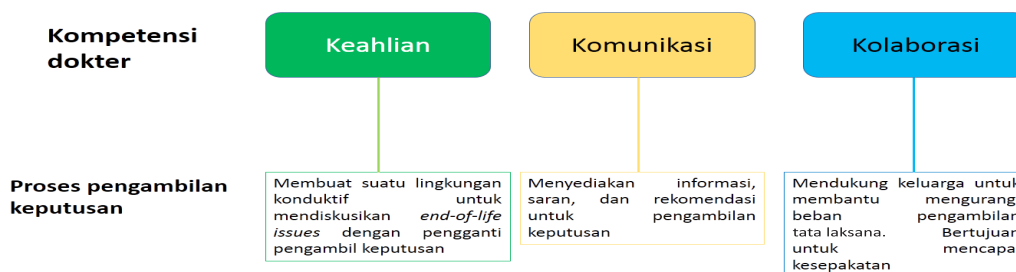 Kompetensi
dokter
Keahlian
Komunikasi
Kolaborasi
Proses pengambilan
keputusan
Membuat suatu lingkungan
konduktif untuk
mendiskusikan end-of-life
issues dengan pengganti
pengambil keputusan
Menyediakan informasi,
saran, dan rekomendasi
untuk pengambilan
keputusan
Mendukung keluarga untuk
membantu mengurangi
beban pengambilan
tata laksana. Bertujuan
untuk mencapai
kesepakatan